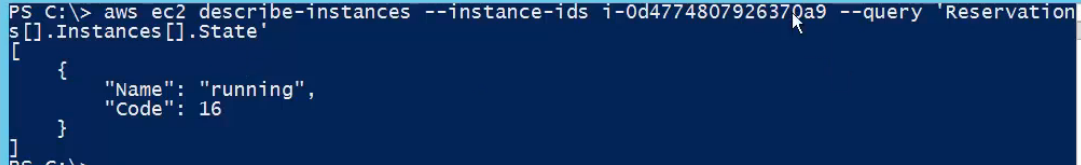 PS C:\> aws ec2 describe-instances --instance-ids i-0d4774807926370a9 --query 'Reservation
s[].Instances[].State'
[
    {
        "Name": "running",
        "Code": 16
    }
]
PS C:\>